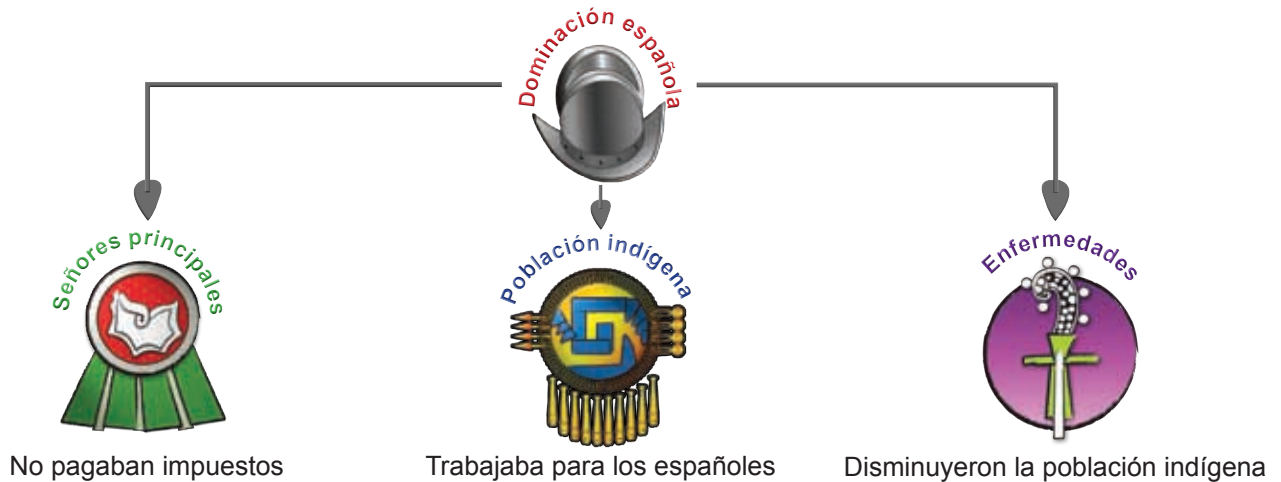 Dominación española
Señores principales
Población indígena
Enfermedades
No pagaban impuestos
Trabajaba para los españoles
Disminuyeron la población indígena